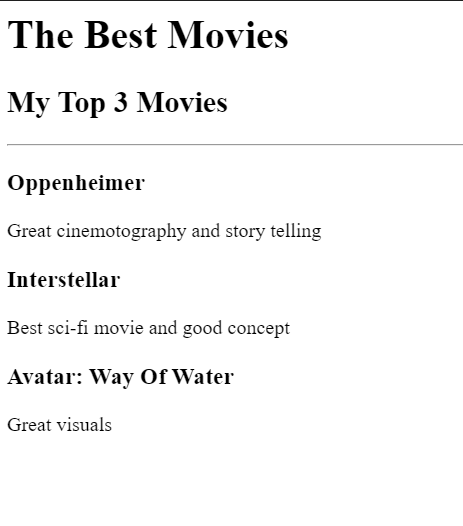 The Best Movies
My Top 3 Movies
Oppenheimer
Great cinemotography and story telling
Interstellar
Best sci-fi movie and good concept
Avatar: Way Of Water
Great visuals